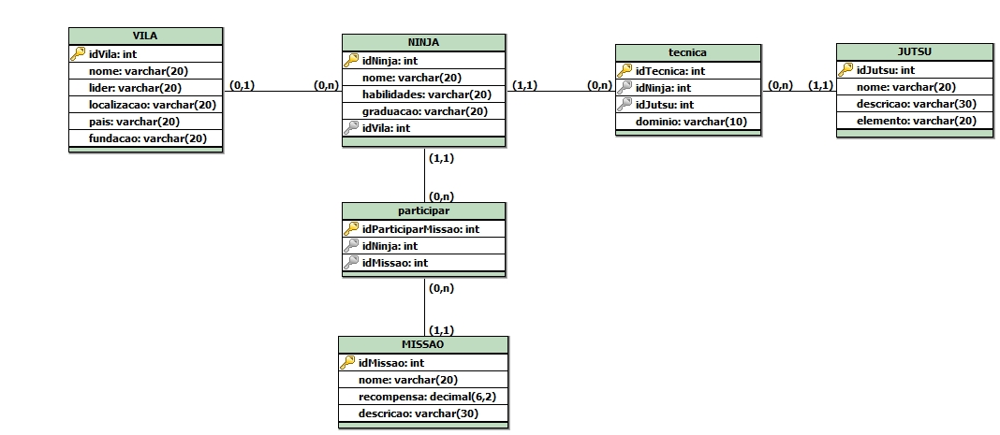 VILA
idVila: int
nome: varchar(20)
lider: varchar(20)
localizacao: varchar(20)
pais: varchar(20)
fundacao: varchar(20)
(0,1)
(0,n)
NINJA
idNinja: int
nome: varchar(20)
habilidades: varchar(20)
graduacao: varchar(20)
idVila: int
(1,1)
(0,n)
tecnica
idTecnica: int
idNinja: int
idJutsu: int
dominio: varchar(10)
(0,n)
(1,1)
JUTSU
idJutsu: int
nome: varchar(20)
descricao: varchar(30)
elemento: varchar(20)
(1,1)
(0,n)
participar
idParticiparMissao: int
idNinja: int
idMissao: int
(0,n)
(1,1)
MISSAO
idMissao: int
nome: varchar(20)
recompensa: decimal(6,2)
descricao: varchar(30)